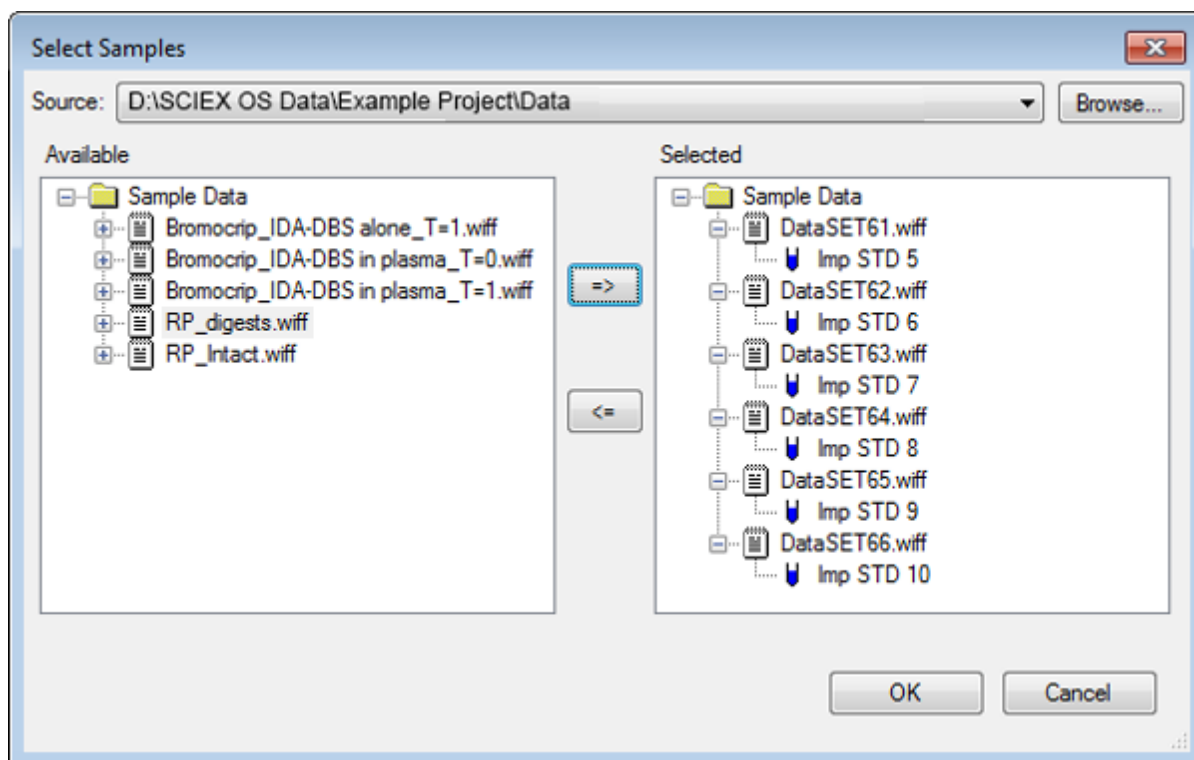 Select Samples
Source: D:\SCIEX OS Data\Example Project\Data Browse...
Available
Sample Data
Bromocrip_IDA-DBS alone_T=1.wiff
Bromocrip_IDA-DBS in plasma_T=0.wiff
Bromocrip_IDA-DBS in plasma_T=1.wiff
RP_digests.wiff
RP_Intact.wiff
=>
<=
Selected
Sample Data
DataSET61.wiff
Imp STD 5
DataSET62.wiff
Imp STD 6
DataSET63.wiff
Imp STD 7
DataSET64.wiff
Imp STD 8
DataSET65.wiff
Imp STD 9
DataSET66.wiff
Imp STD 10
OK Cancel